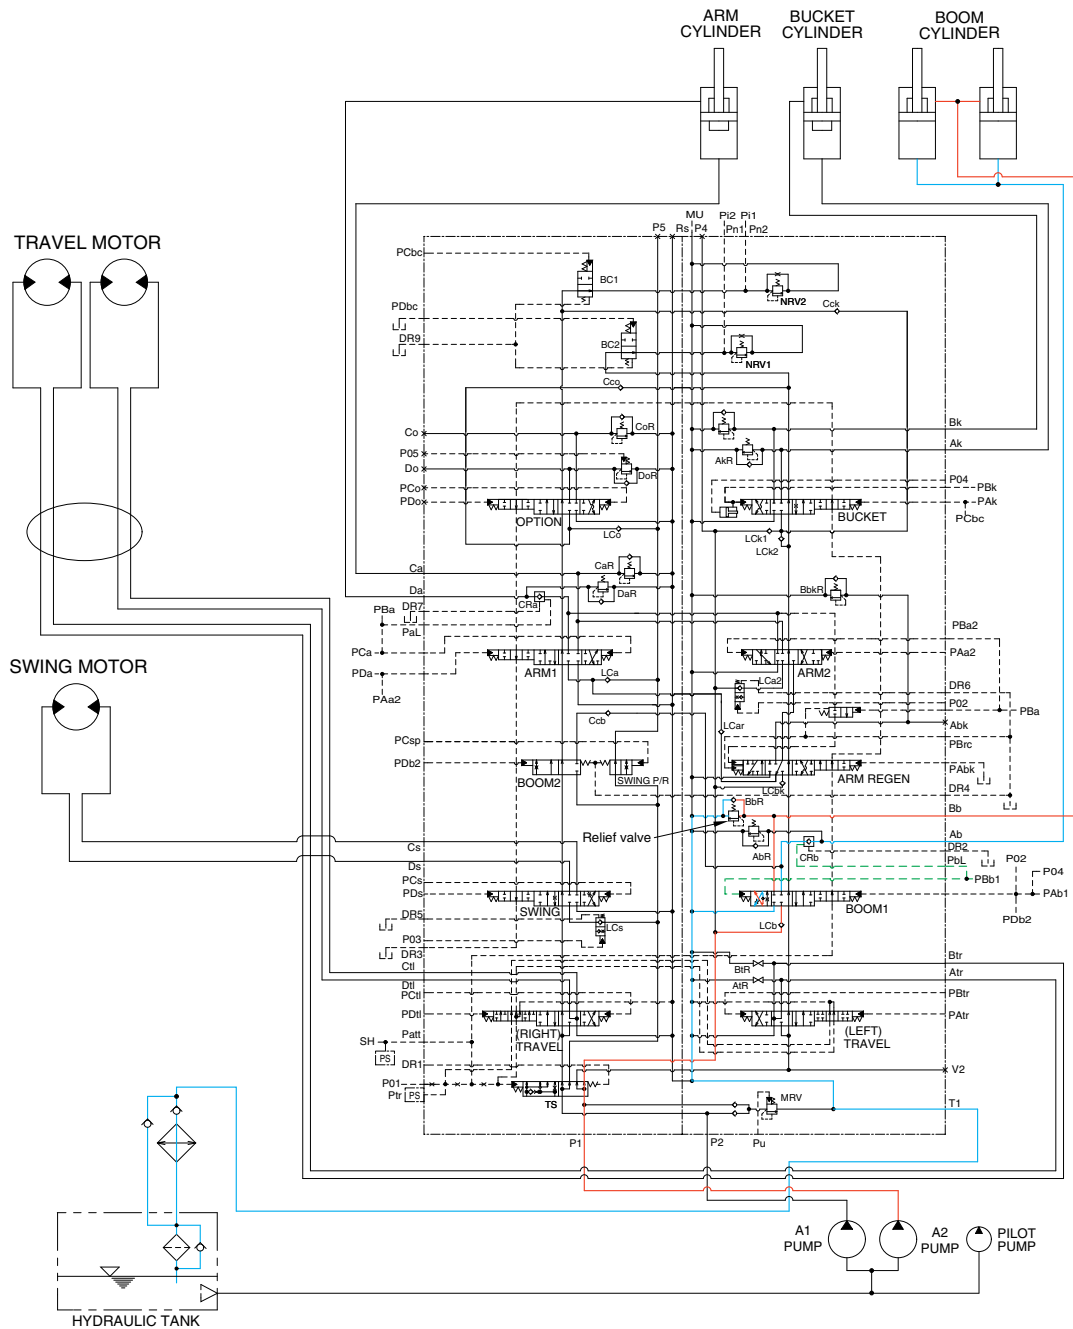 ARM
CYLINDER
BUCKET
CYLINDER
BOOM
CYLINDER
TRAVEL MOTOR
SWING MOTOR
MU
Pi2 Pi1
P5
Rs
P4
Pn1
Pn2
PCbc
BC1
NRV2
Cck
PDbc
DR9
BC2
NRV1
Cco
Co
CoR
Bk
Ak
P05
Do
DoR
AkR
PCo
PDo
P04
PBk
PAk
PCbc
OPTION
BUCKET
LCo
LCk1
LCk2
Ca
CaR
Da
DaR
BbkR
CRa
PBa
DR7
PaL
PBa2
PCa
PAa2
PDa
ARM1
ARM2
PAa2
LCa
LCa2
DR6
P02
PBa
Ccb
LCar
Abk
PCsp
PBrc
PDb2
PAbk
BOOM2
SWING P/R
ARM REGEN
LCbk
DR4
BbR
Bb
Relief valve
Ab
AbR
CRb
DR2
Cs
PbL
P02
Ds
P04
PCs
PBb1
PDs
PAb1
SWING
BOOM1
PDb2
DR5
LCs
LCb
P03
DR3
Btr
Ctl
BtR
Atr
Dtl
AtR
PCtl
PBtr
PDtl
PAtr
(RIGHT)
TRAVEL
(LEFT)
TRAVEL
Patt
SH
PS
DR1
V2
P01
Ptr
PS
TS
MRV
T1
P1
P2
Pu
A1
PUMP
A2
PUMP
PILOT
PUMP
HYDRAULIC TANK